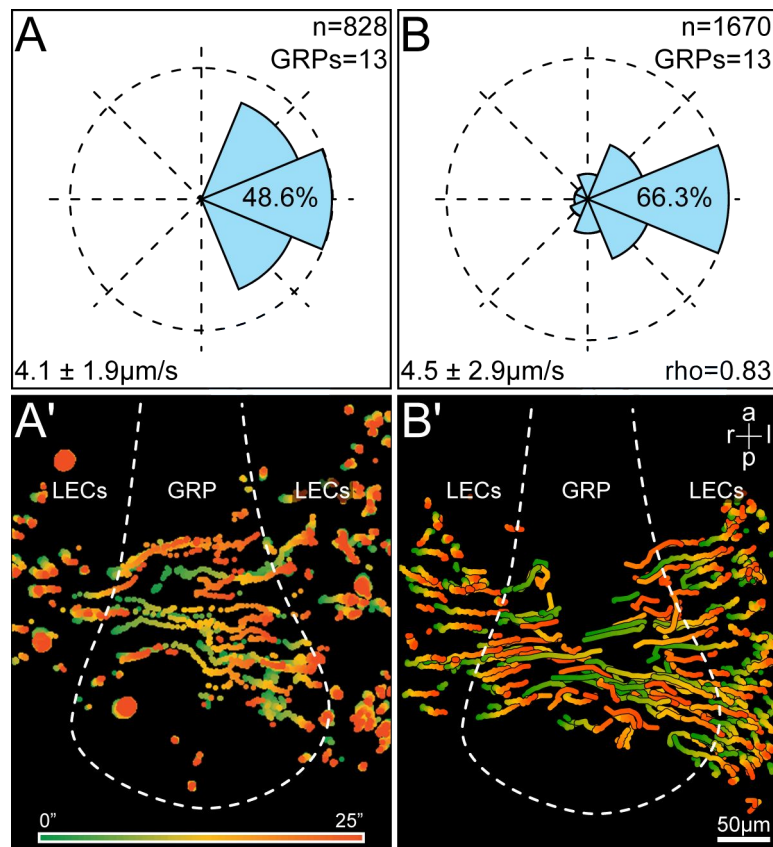 A
n=828
GRPs=13
48.6%
4.1 ± 1.9µm/s
B
n=1670
GRPs=13
66.3%
4.5 ± 2.9µm/s
rho=0.83
A'
LECs
GRP
LECs
0”
25”
B'
a
r
l
p
LECs
GRP
LECs
50µm